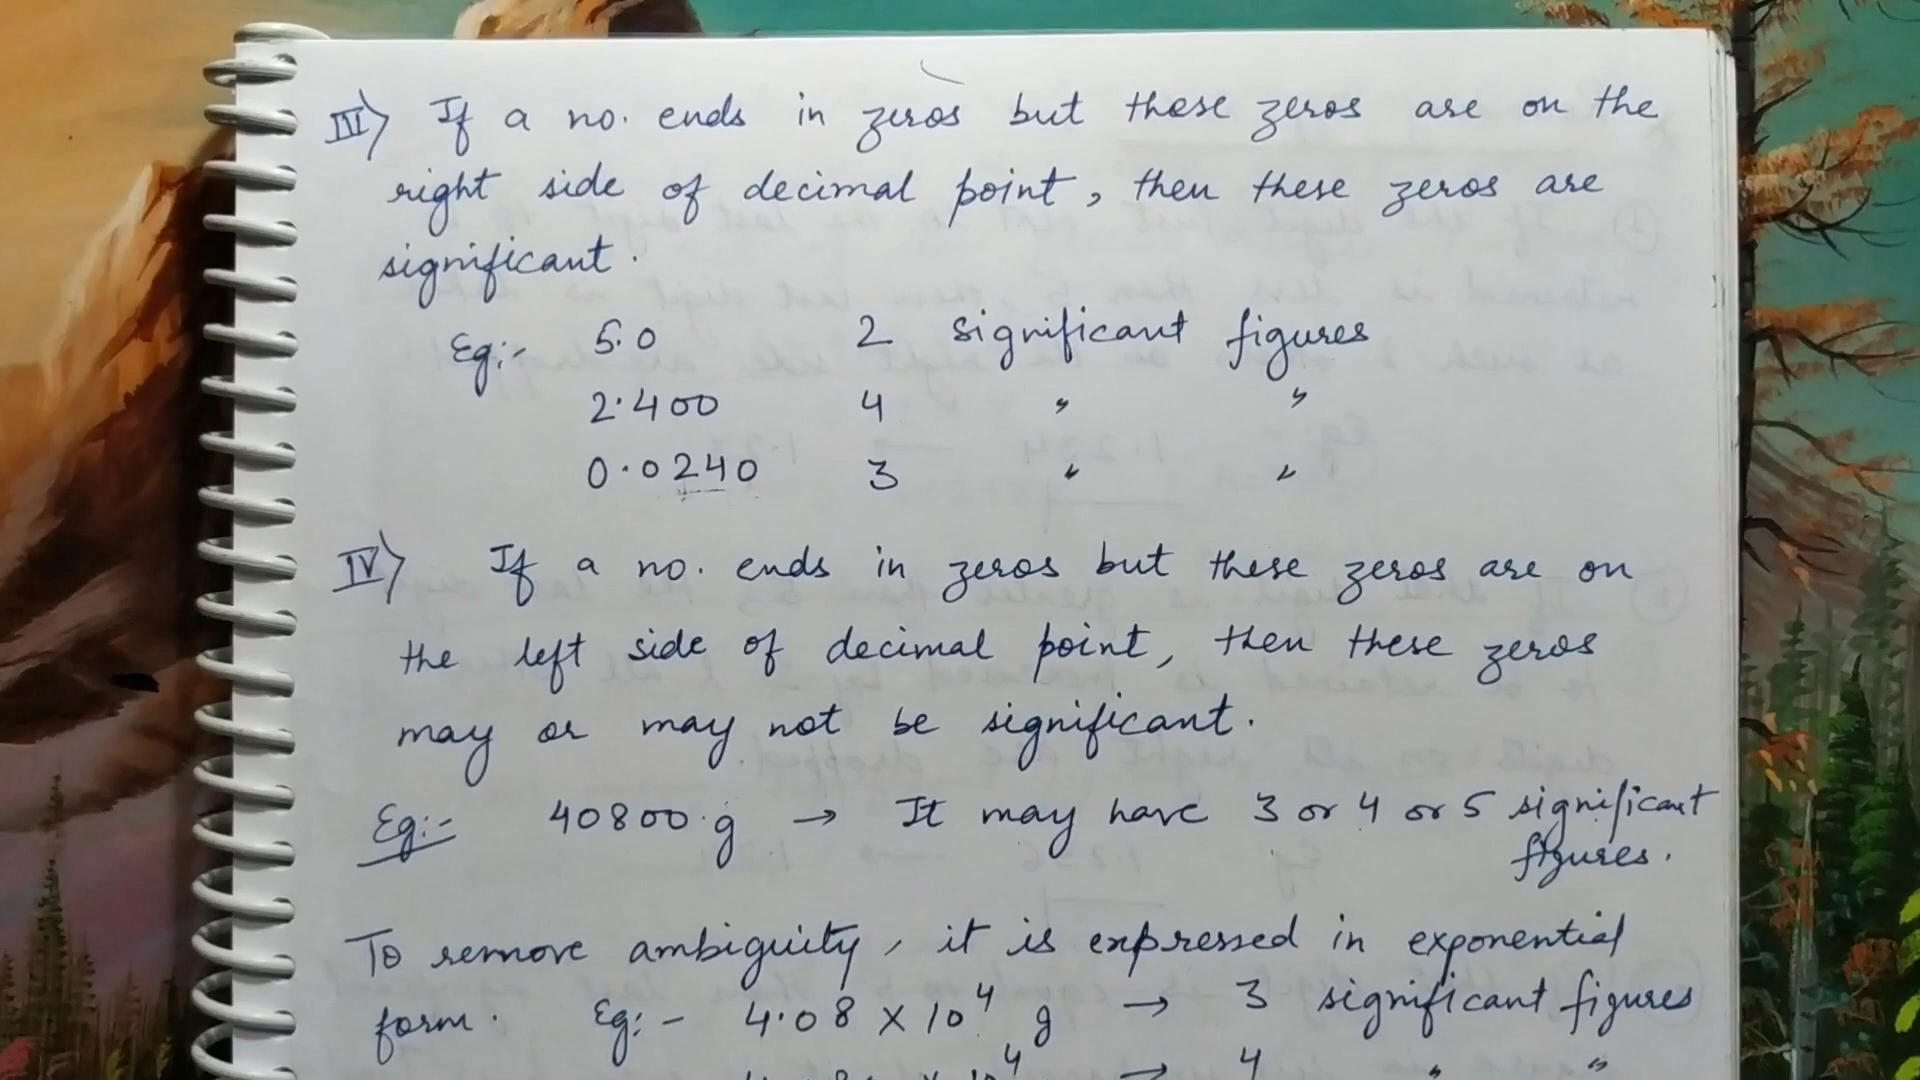 III) If a no. ends in zeros but these zeros are on the
right side of decimal point, then these zeros are
significant.
Eg:- 5.0 2 significant figures
2.400 4 " "
0.0240 3 " "
IV) If a no. ends in zeros but these zeros are on
the left side of decimal point, then these zeros
may or may not be significant.
Eg:- 40800.g → It may have 3 or 4 or 5 significant
figures.
To remove ambiguity, it is expressed in exponential
form. Eg:- 4.08 X 10⁴ g → 3 significant figures
→ 4 " "